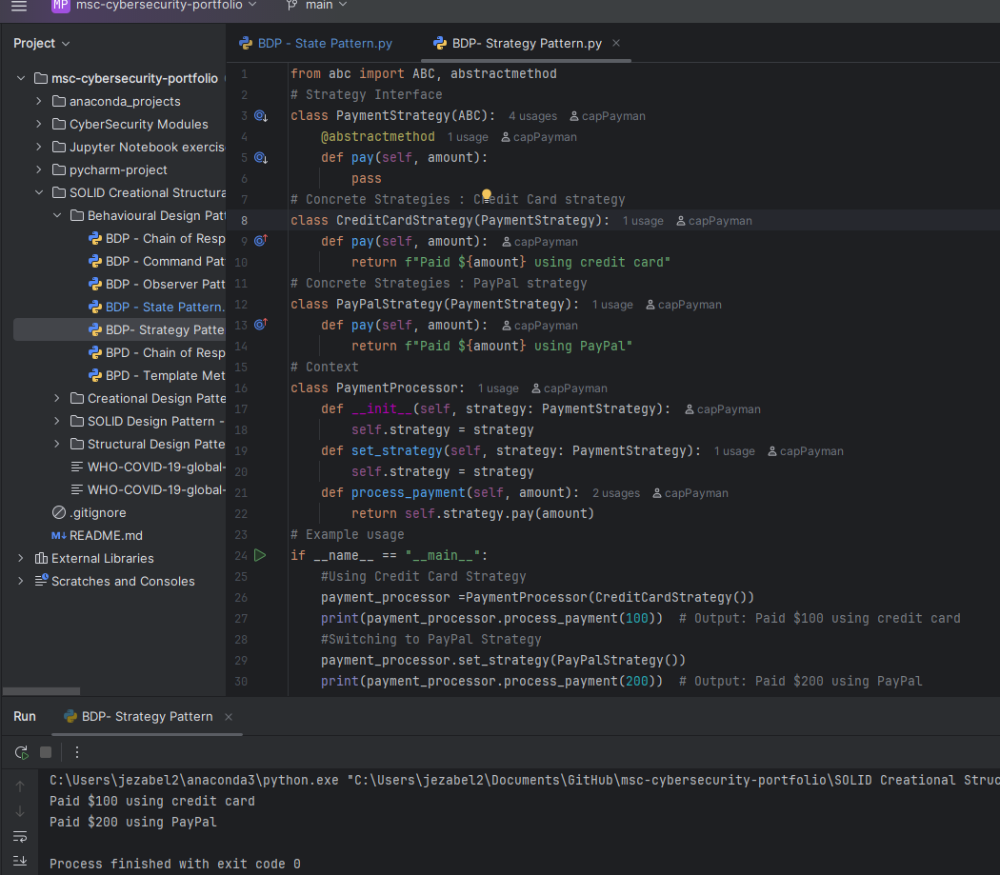 MP msc-cybersecurity-portfolio main
Project
BDP - State Pattern.py
BDP- Strategy Pattern.py
msc-cybersecurity-portfolio
anaconda_projects
CyberSecurity Modules
Jupyter Notebook exercis
pycharm-project
SOLID Creational Structura
Behavioural Design Patt
BDP - Chain of Resp
BDP - Command Pat
BDP - Observer Patt
BDP - State Pattern.
BDP- Strategy Patte
BPD - Chain of Resp
BPD - Template Met
Creational Design Patte
SOLID Design Pattern -
Structural Design Patte
WHO-COVID-19-global-
WHO-COVID-19-global-
.gitignore
M↓ README.md
External Libraries
Scratches and Consoles
1 from abc import ABC, abstractmethod
2 # Strategy Interface
3 class PaymentStrategy(ABC): 4 usages capPayman
4 @abstractmethod 1 usage capPayman
5 def pay(self, amount):
6 pass
7 # Concrete Strategies : Credit Card strategy
8 class CreditCardStrategy(PaymentStrategy): 1 usage capPayman
9 def pay(self, amount): capPayman
10 return f"Paid ${amount} using credit card"
11 # Concrete Strategies : PayPal strategy
12 class PayPalStrategy(PaymentStrategy): 1 usage capPayman
13 def pay(self, amount): capPayman
14 return f"Paid ${amount} using PayPal"
15 # Context
16 class PaymentProcessor: 1 usage capPayman
17 def __init__(self, strategy: PaymentStrategy): capPayman
18 self.strategy = strategy
19 def set_strategy(self, strategy: PaymentStrategy): 1 usage capPayman
20 self.strategy = strategy
21 def process_payment(self, amount): 2 usages capPayman
22 return self.strategy.pay(amount)
23 # Example usage
24 if __name__ == "__main__":
25 #Using Credit Card Strategy
26 payment_processor =PaymentProcessor(CreditCardStrategy())
27 print(payment_processor.process_payment(100)) # Output: Paid $100 using credit card
28 #Switching to PayPal Strategy
29 payment_processor.set_strategy(PayPalStrategy())
30 print(payment_processor.process_payment(200)) # Output: Paid $200 using PayPal
Run BDP- Strategy Pattern
C:\Users\jezabel2\anaconda3\python.exe "C:\Users\jezabel2\Documents\GitHub\msc-cybersecurity-portfolio\SOLID Creational Struc
Paid $100 using credit card
Paid $200 using PayPal
Process finished with exit code 0